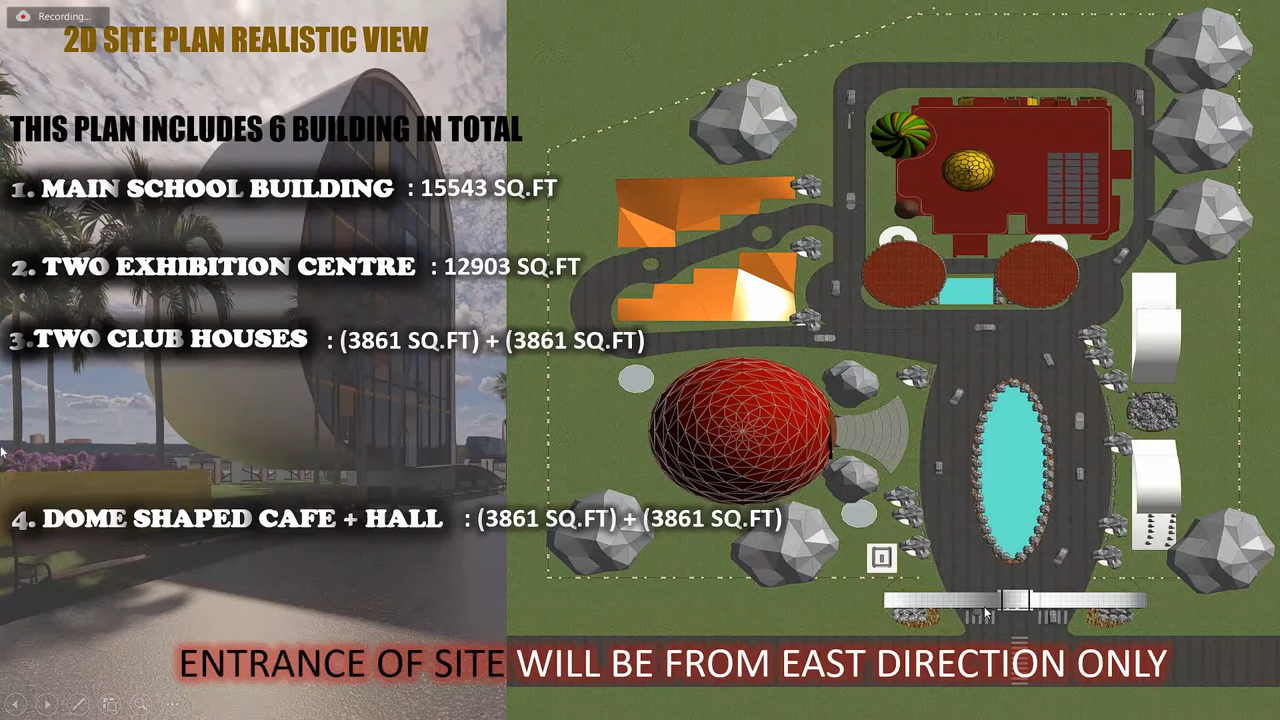 Recording...
2D SITE PLAN REALISTIC VIEW
THIS PLAN INCLUDES 6 BUILDING IN TOTAL
1. MAIN SCHOOL BUILDING : 15543 SQ.FT
2. TWO EXHIBITION CENTRE : 12903 SQ.FT
3.TWO CLUB HOUSES : (3861 SQ.FT) + (3861 SQ.FT)
4. DOME SHAPED CAFE + HALL : (3861 SQ.FT) + (3861 SQ.FT)
ENTRANCE OF SITE WILL BE FROM EAST DIRECTION ONLY